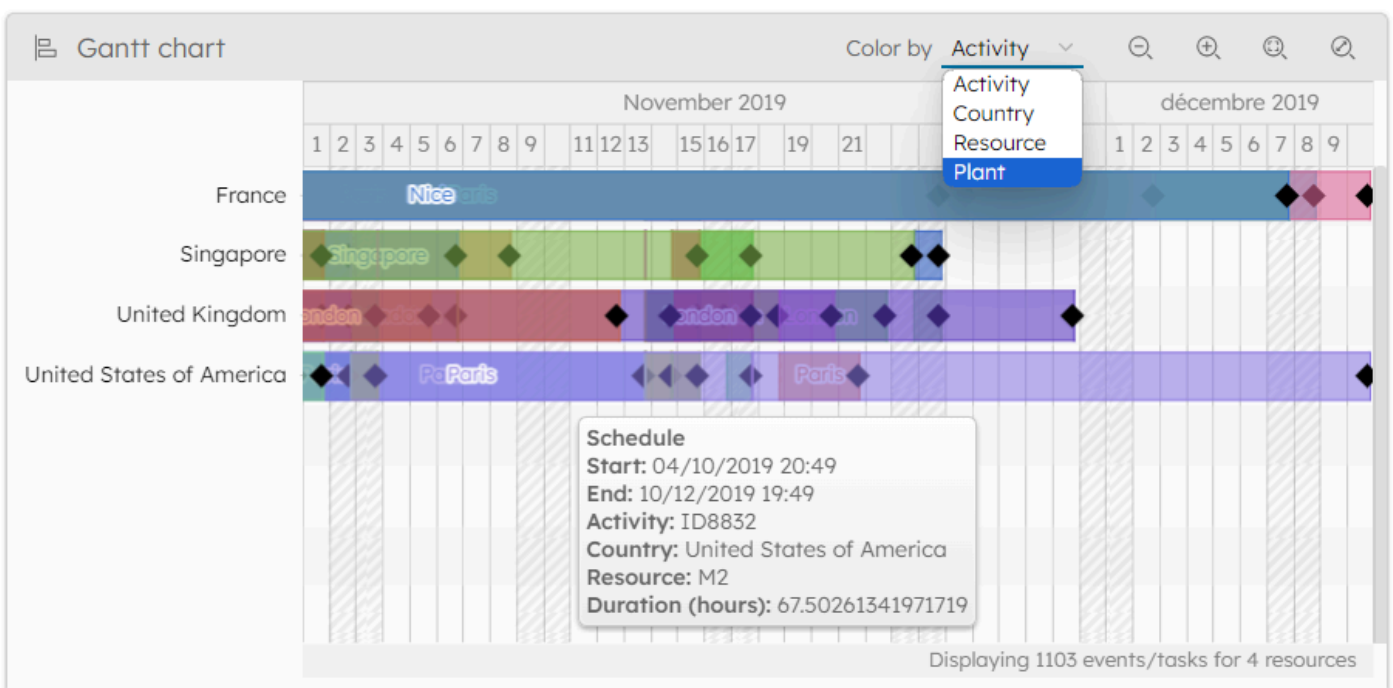 Gantt chart
Color by Activity
Activity
Country
Resource
Plant
November 2019 décembre 2019
1 2 3 4 5 6 7 8 9 11 12 13 15 16 17 19 21 1 2 3 4 5 6 7 8 9
France Nice
Singapore Singapore
United Kingdom London London
United States of America Paris Paris
Schedule
Start: 04/10/2019 20:49
End: 10/12/2019 19:49
Activity: ID8832
Country: United States of America
Resource: M2
Duration (hours): 67.50261341971719
Displaying 1103 events/tasks for 4 resources